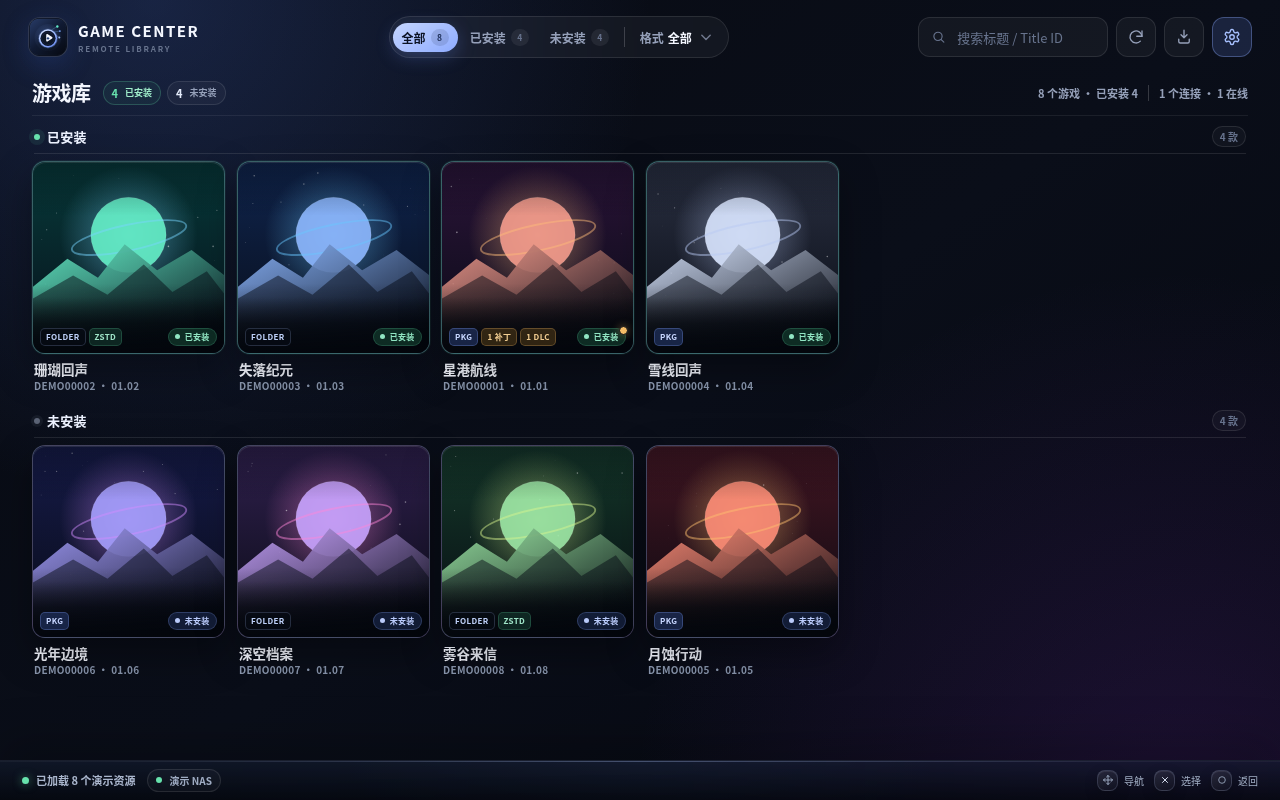 GAME CENTER
REMOTE LIBRARY
全部 8 已安装 4 未安装 4 格式 全部
搜索标题 / Title ID
游戏库 4 已安装 4 未安装
8 个游戏 · 已安装 4 1 个连接 · 1 在线
已安装 4 款
FOLDER ZSTD 已安装
FOLDER 已安装
PKG 1 补丁 1 DLC 已安装
PKG 已安装
珊瑚回声
DEMO00002 · 01.02
失落纪元
DEMO00003 · 01.03
星港航线
DEMO00001 · 01.01
雪线回声
DEMO00004 · 01.04
未安装 4 款
PKG 未安装
FOLDER 未安装
FOLDER ZSTD 未安装
PKG 未安装
光年边境
DEMO00006 · 01.06
深空档案
DEMO00007 · 01.07
雾谷来信
DEMO00008 · 01.08
月蚀行动
DEMO00005 · 01.05
已加载 8 个演示资源 演示 NAS 导航 选择 返回